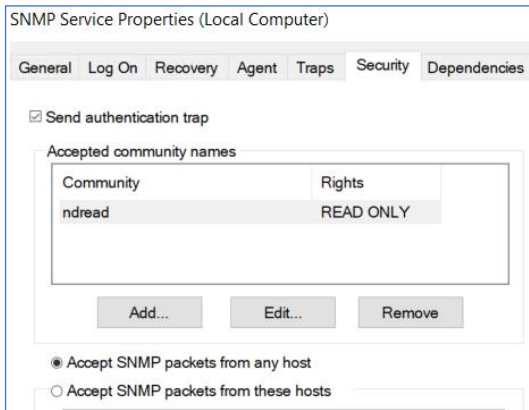 SNMP Service Properties (Local Computer)
General Log On Recovery Agent Traps Security Dependencies
Send authentication trap
Accepted community names
Community Rights
ndread READ ONLY
Add... Edit... Remove
Accept SNMP packets from any host
Accept SNMP packets from these hosts